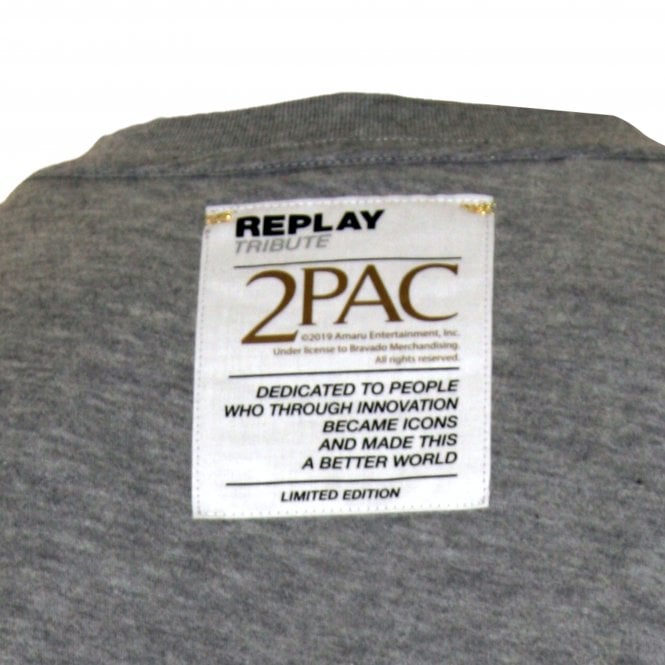 REPLAY
TRIBUTE
2PAC
©2019 Amaru Entertainment, Inc.
Under license to Bravado Merchandising.
All rights reserved.
DEDICATED TO PEOPLE
WHO THROUGH INNOVATION
BECAME ICONS
AND MADE THIS
A BETTER WORLD
LIMITED EDITION